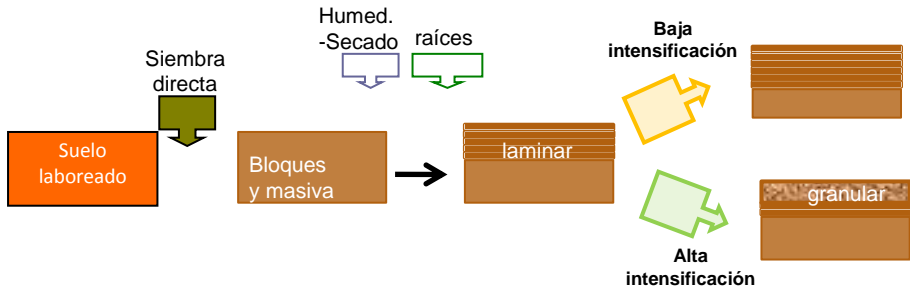 Siembra
directa
Suelo
laboreado
Bloques
y masiva
Humed.
-Secado
raíces
laminar
Baja
intensificación
Alta
intensificación
granular